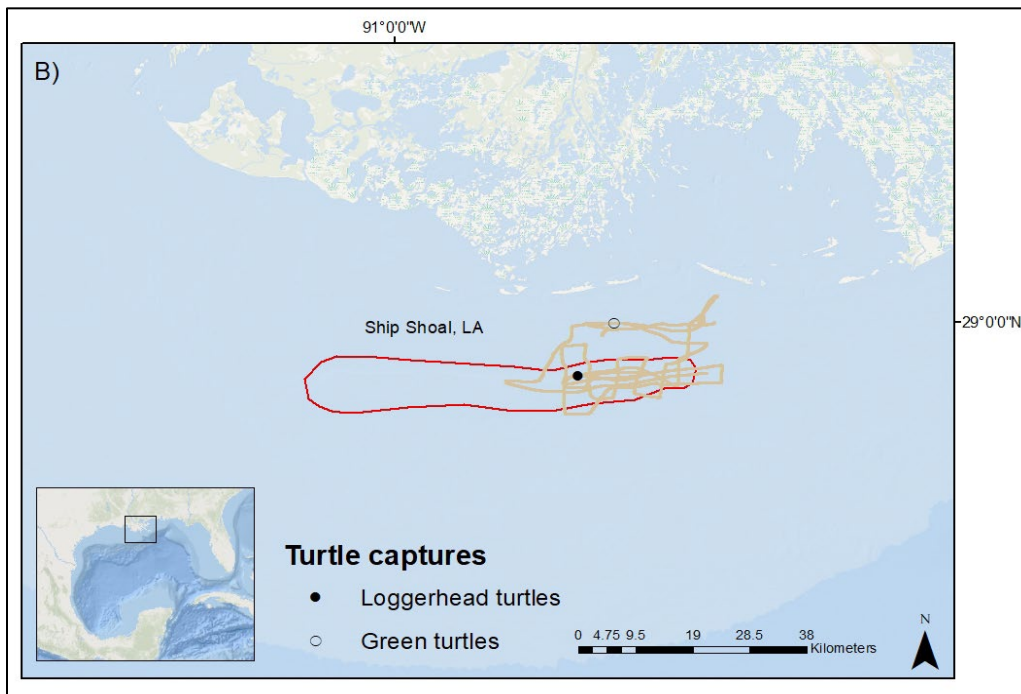 91°0'0"W
B)
29°0'0"N
Ship Shoal, LA
Turtle captures
Loggerhead turtles
Green turtles
0 4.75 9.5 19 28.5 38
Kilometers
N